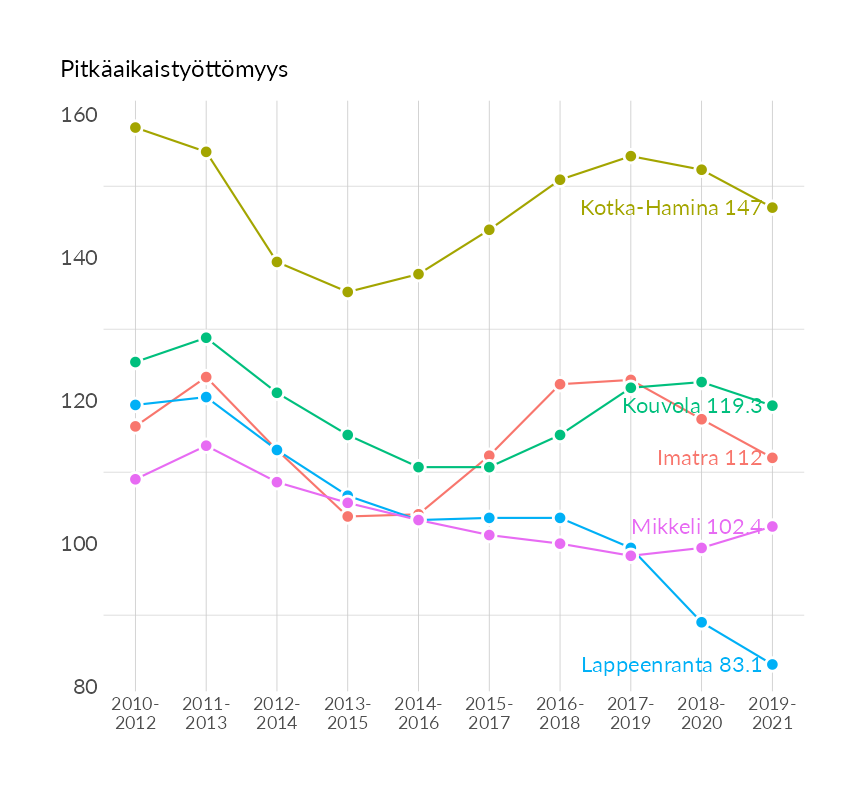 Pitkäaikaistyöttömyys
160
140
120
100
80
Kotka-Hamina 147
Kouvola 119.3
Imatra 112
Mikkeli 102.4
Lappeenranta 83.1
2010- 2011- 2012- 2013- 2014- 2015- 2016- 2017- 2018- 2019-
2012 2013 2014 2015 2016 2017 2018 2019 2020 2021